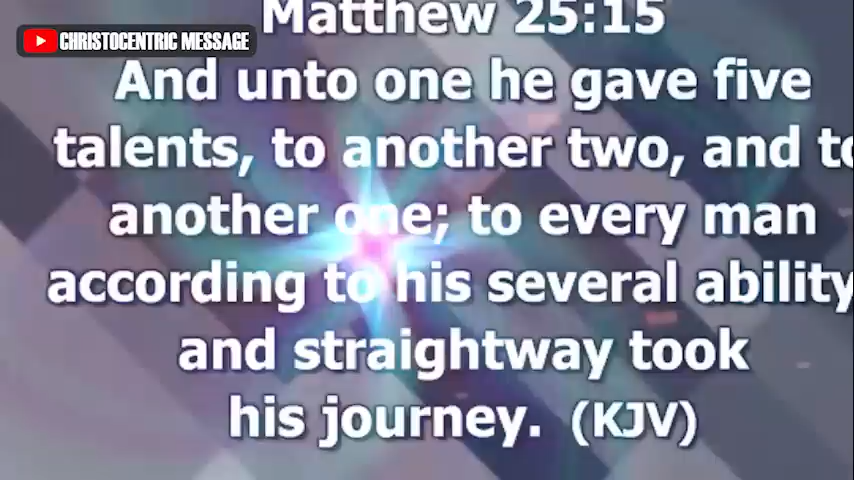 Matthew 25:15
CHRISTOCENTRIC MESSAGE
And unto one he gave five
talents, to another two, and to
another one; to every man
according to his several ability
and straightway took
his journey. (KJV)